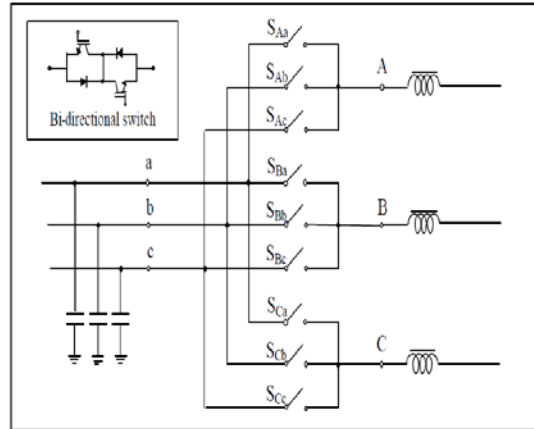 S_Aa
S_Ab
A
S_Ac
Bi-directional switch
a
S_Ba
b
S_Bb
B
c
S_Bc
S_Ca
S_Cb
C
S_Cc